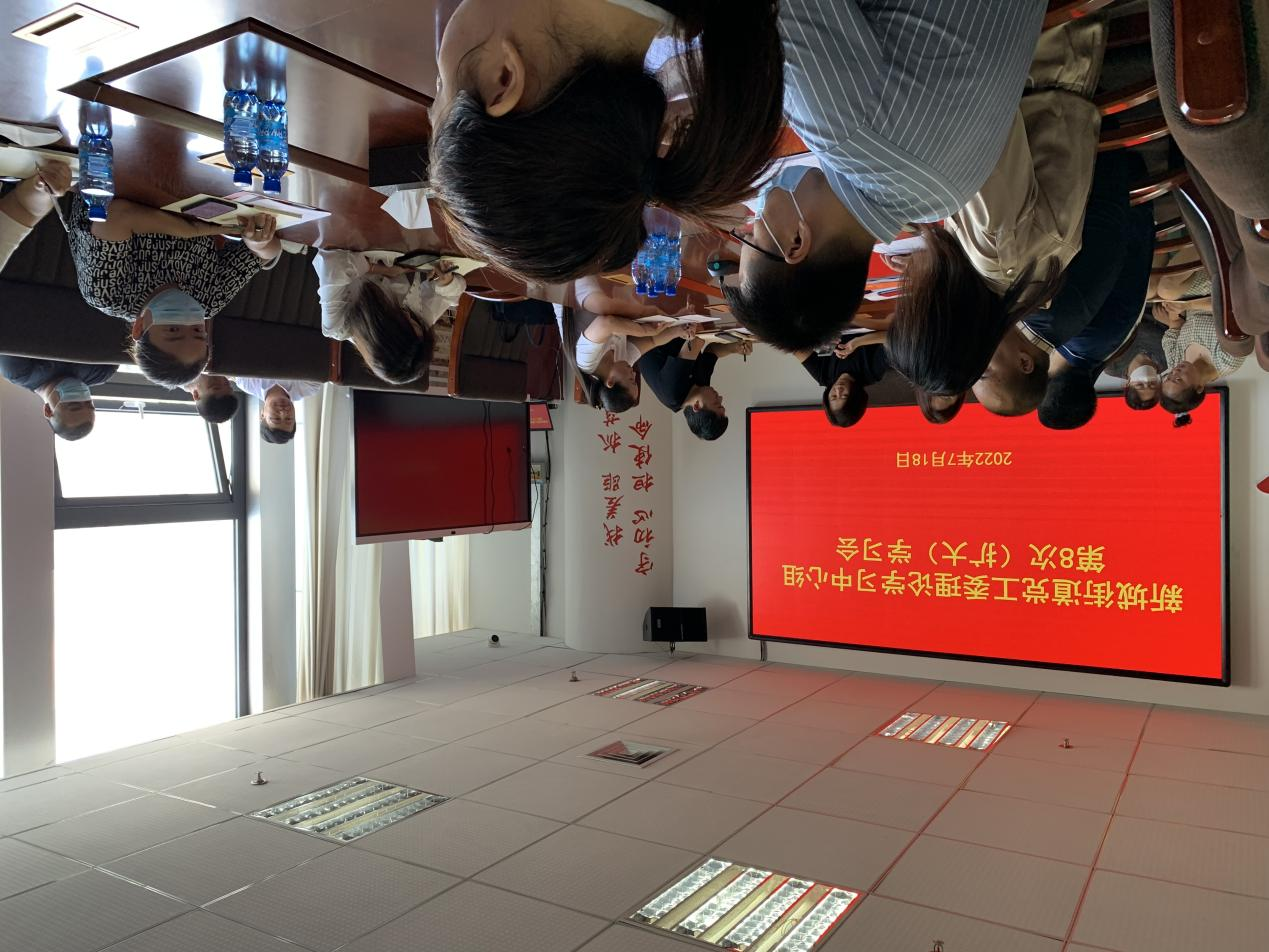 新城街道党工委理论学习中心组
第8次（扩大）学习会
2022年7月18日
守初心 担使命
找差距 抓落